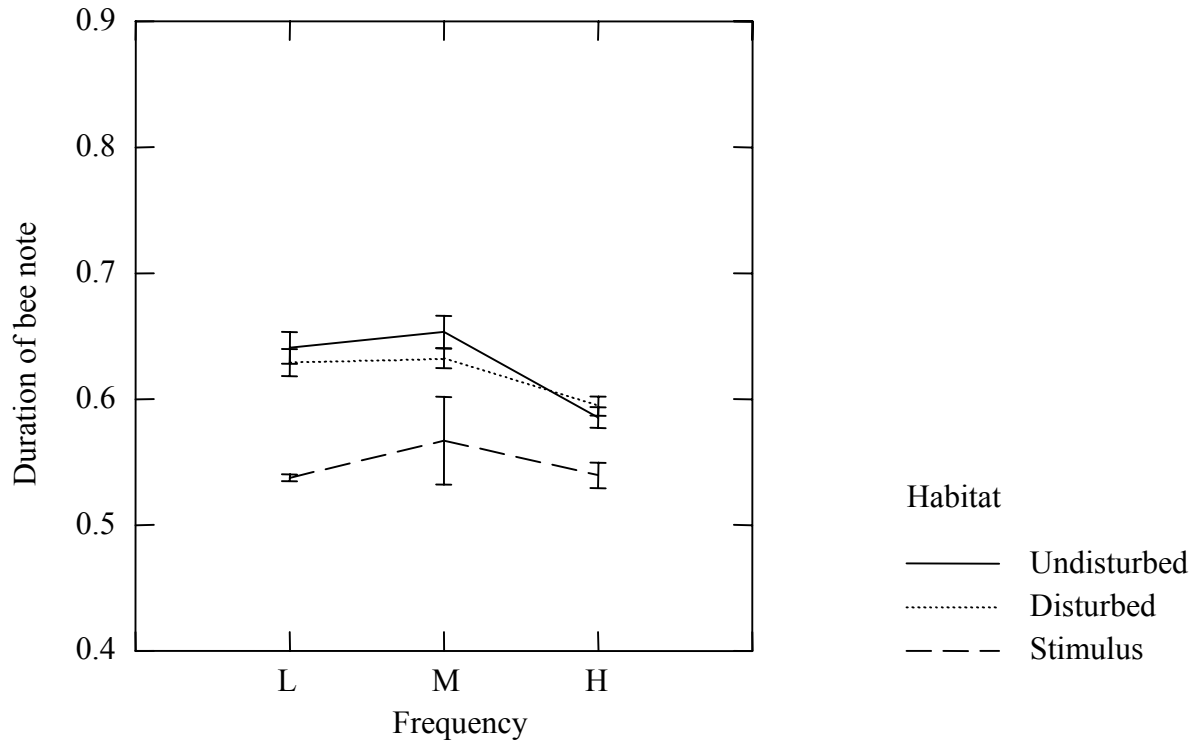 0.9
0.8
0.7
0.6
0.5
0.4
Duration of bee note
L M H
Frequency
Habitat
Undisturbed
Disturbed
Stimulus